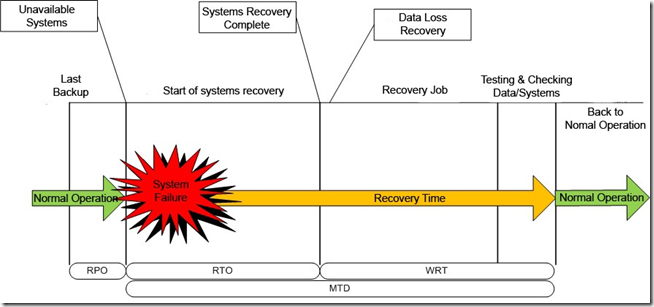 Unavailable
Systems
Systems Recovery
Complete
Data Loss
Recovery
Last
Backup
Start of systems recovery
Recovery Job
Testing & Checking
Data/Systems
Back to
Nomal Operation
Normal Operation
System
Failure
Recovery Time
Normal Operation
RPO
RTO
WRT
MTD